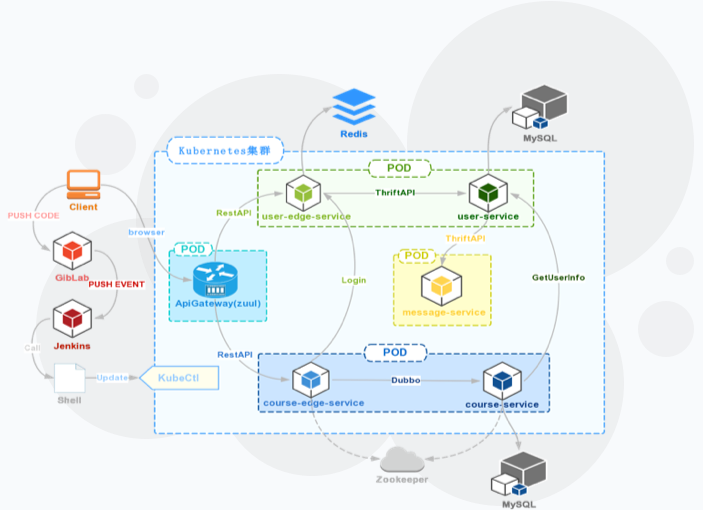 Redis
MySQL
Kubernetes集群
POD
Client
ThriftAPI
PUSH CODE
RestAPI
user-edge-service
user-service
browser
ThriftAPI
POD
POD
GibLab
PUSH EVENT
Login
GetUserInfo
ApiGateway(zuul)
message-service
Jenkins
Call
RestAPI
POD
Update
KubeCtl
Dubbo
Shell
course-edge-service
course-service
Zookeeper
MySQL